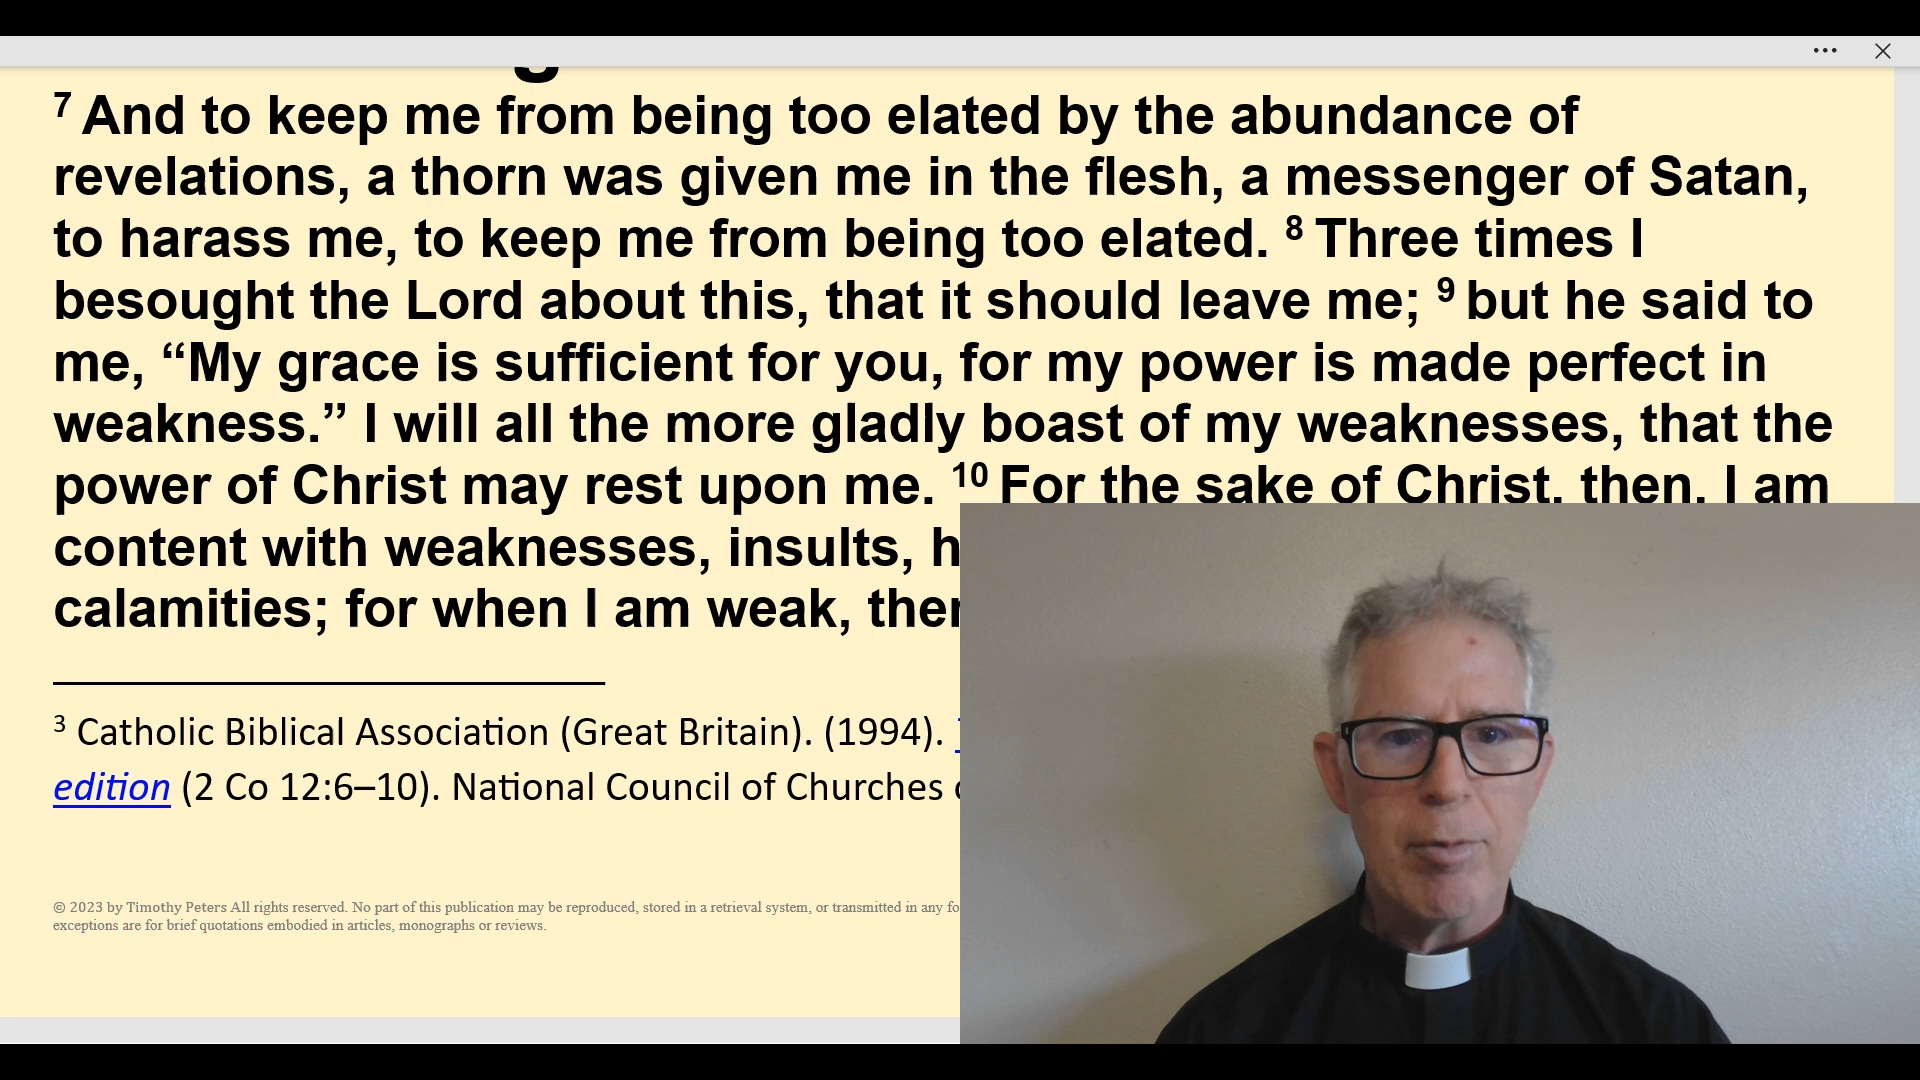 7 And to keep me from being too elated by the abundance of
revelations, a thorn was given me in the flesh, a messenger of Satan,
to harass me, to keep me from being too elated. 8 Three times I
besought the Lord about this, that it should leave me; 9 but he said to
me, “My grace is sufficient for you, for my power is made perfect in
weakness.” I will all the more gladly boast of my weaknesses, that the
power of Christ may rest upon me. 10 For the sake of Christ, then, I am
content with weaknesses, insults,
calamities; for when I am weak,
3 Catholic Biblical Association (Great Britain). (1994).
edition (2 Co 12:6–10). National Council of Churches
© 2023 by Timothy Peters All rights reserved. No part of this publication may be reproduced, stored in a retrieval system, or transmitted in any
exceptions are for brief quotations embodied in articles, monographs or reviews.